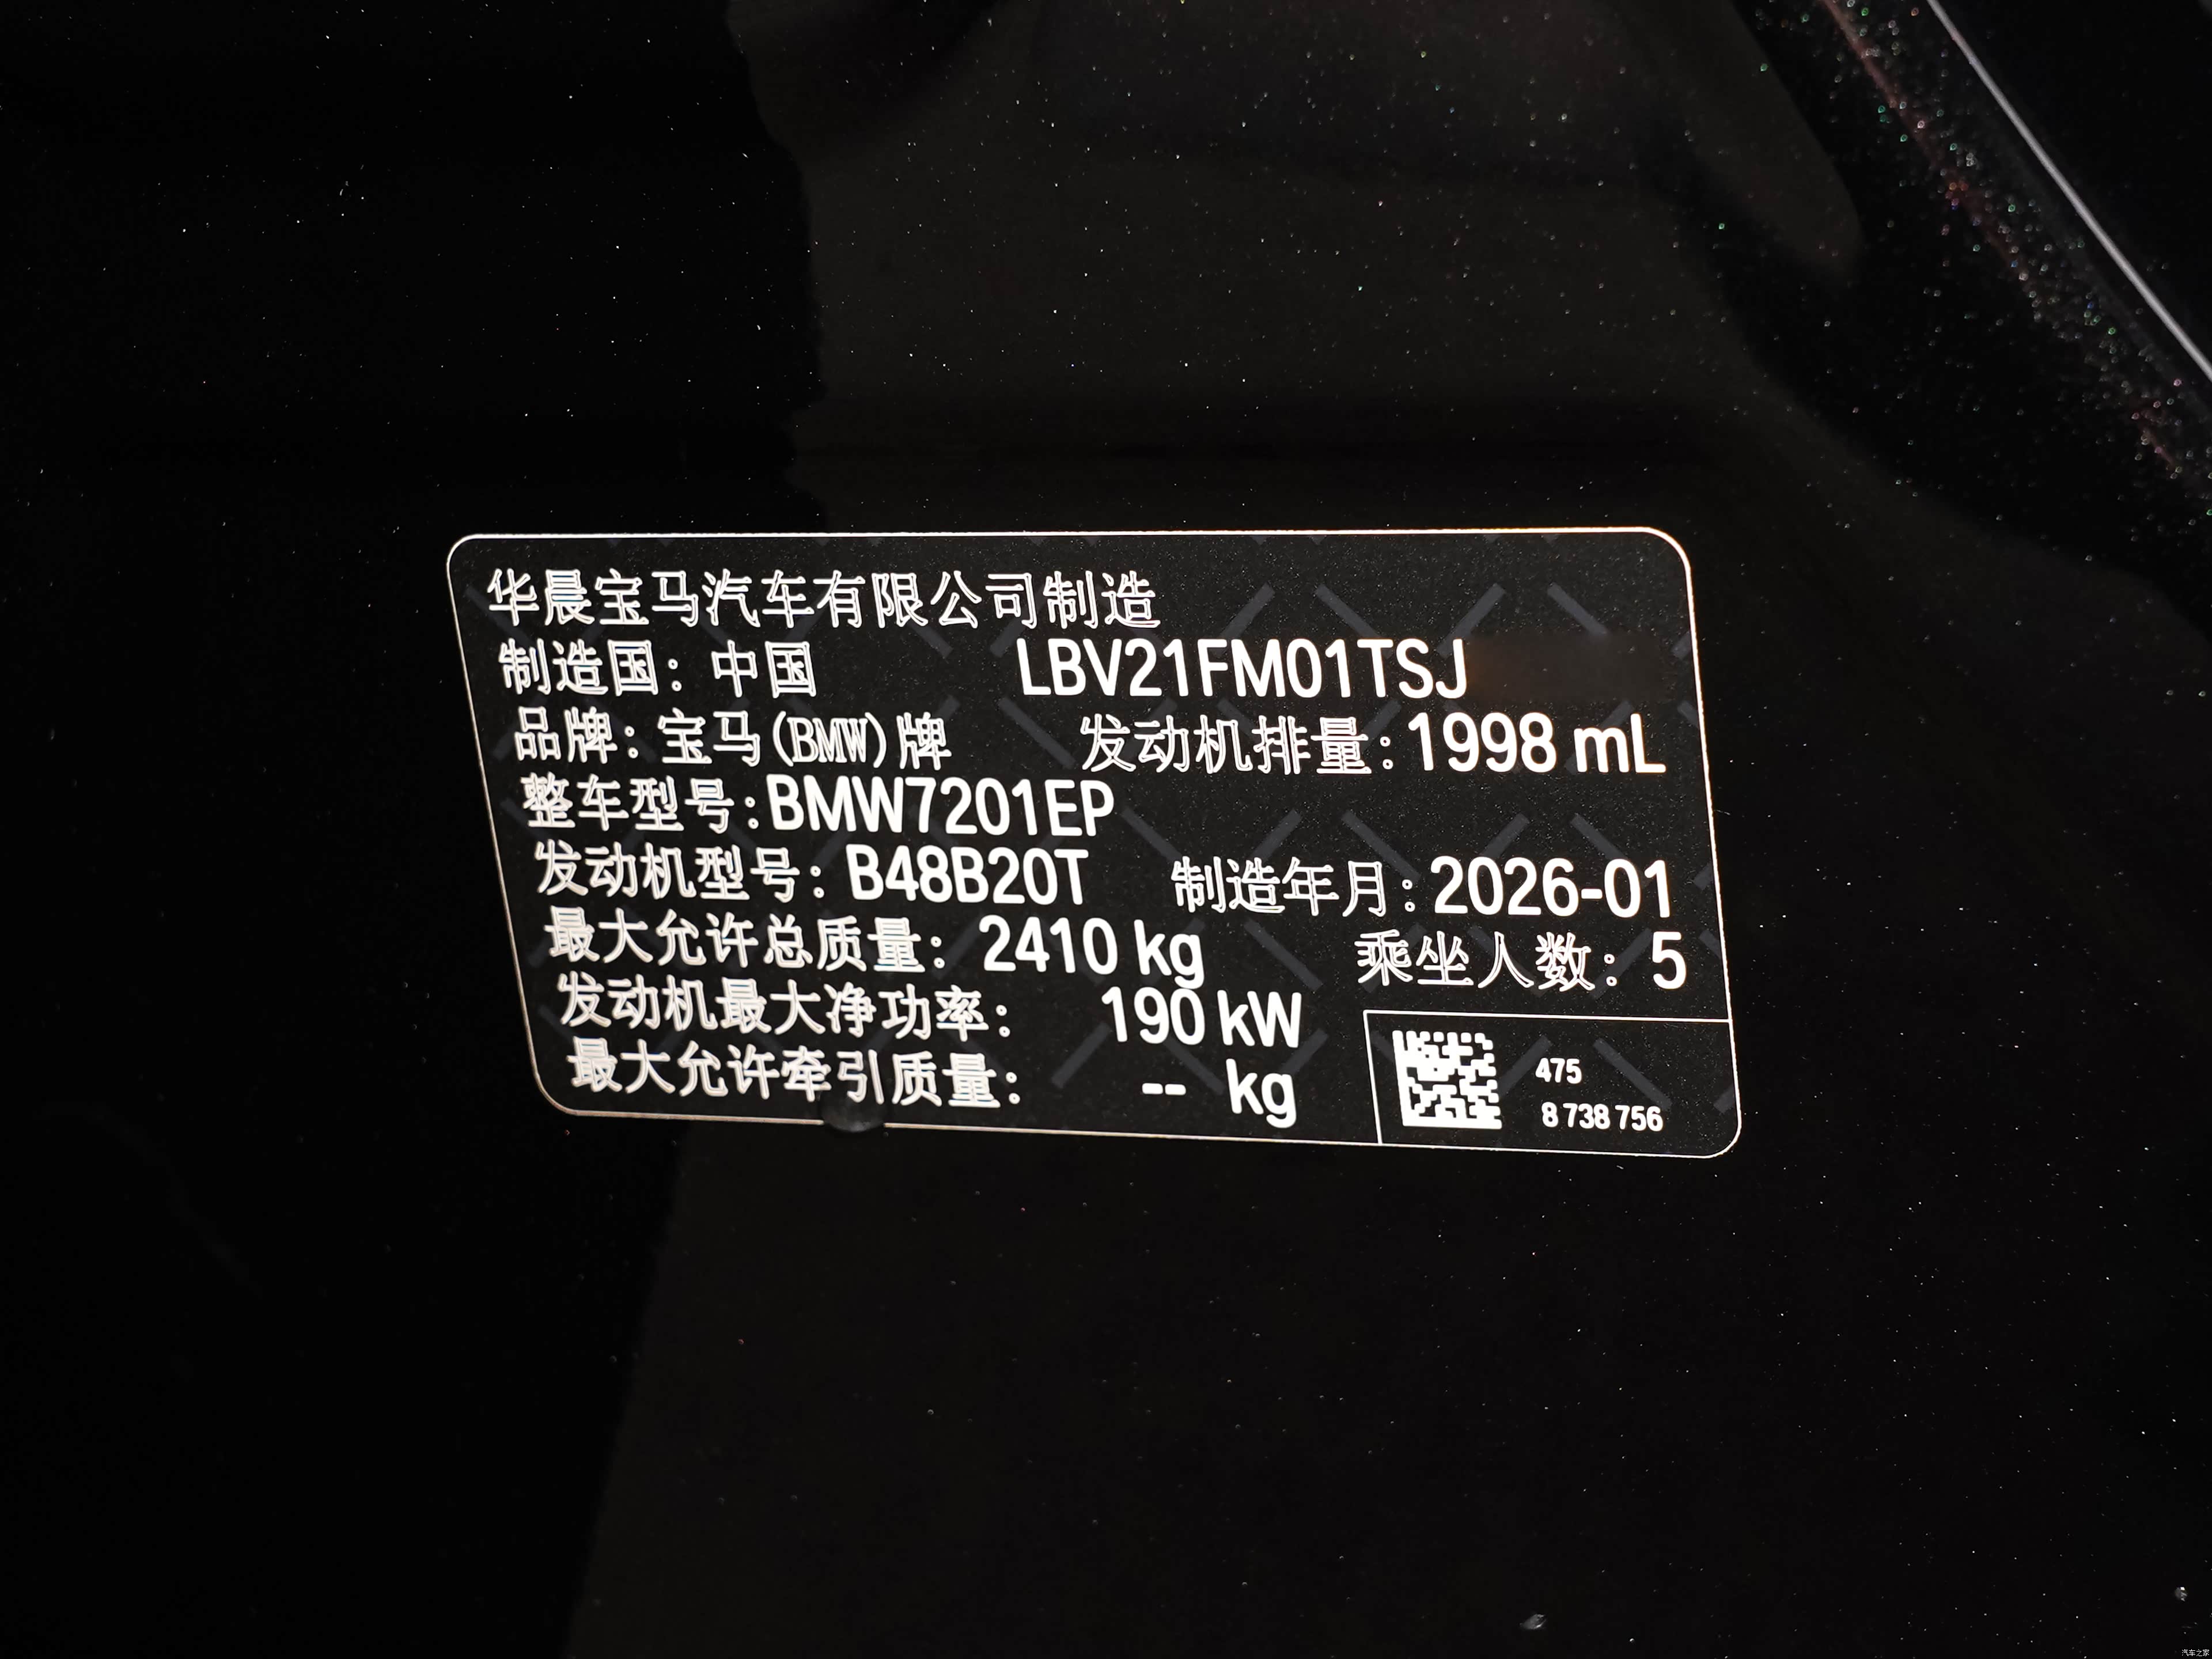 华晨宝马汽车有限公司制造
制造国：中国 LBV21FM01TSJ
品牌：宝马(BMW)牌 发动机排量：1998 mL
整车型号：BMW7201EP
发动机型号：B48B20T 制造年月：2026-01
最大允许总质量：2410 kg 乘坐人数：5
发动机最大净功率：190 kW
最大允许牵引质量：-- kg
475
8 738 756
汽车之家